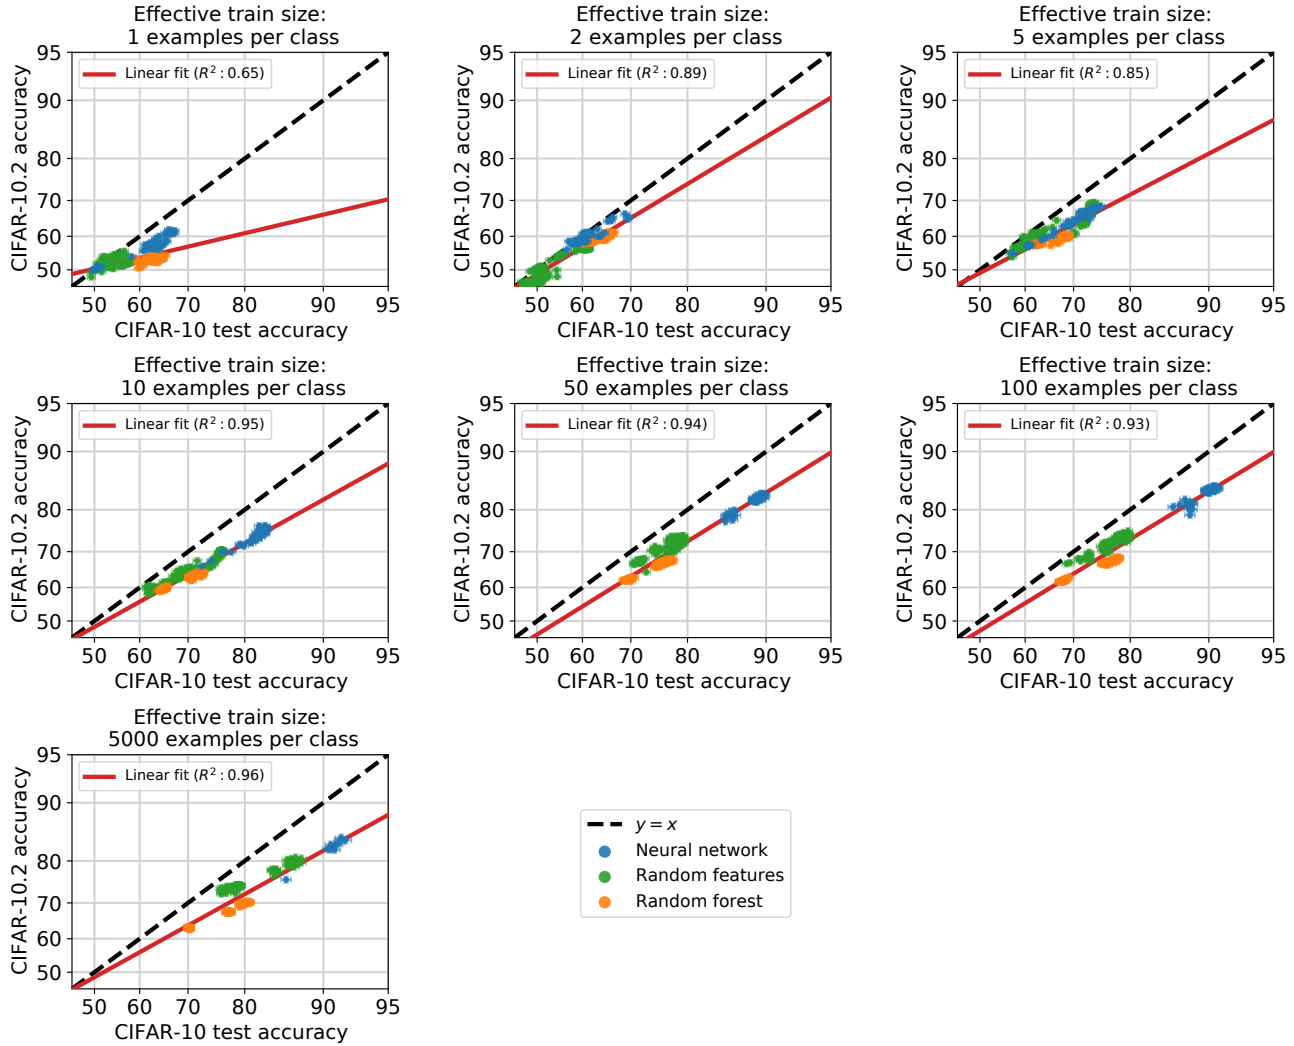 Effective train size:
1 examples per class
Linear fit (R²: 0.65)
CIFAR-10.2 accuracy
95
90
80
70
60
50
50
60
70
80
90
95
CIFAR-10 test accuracy
Effective train size:
2 examples per class
Linear fit (R²: 0.89)
CIFAR-10.2 accuracy
95
90
80
70
60
50
50
60
70
80
90
95
CIFAR-10 test accuracy
Effective train size:
5 examples per class
Linear fit (R²: 0.85)
CIFAR-10.2 accuracy
95
90
80
70
60
50
50
60
70
80
90
95
CIFAR-10 test accuracy
Effective train size:
10 examples per class
Linear fit (R²: 0.95)
CIFAR-10.2 accuracy
95
90
80
70
60
50
50
60
70
80
90
95
CIFAR-10 test accuracy
Effective train size:
50 examples per class
Linear fit (R²: 0.94)
CIFAR-10.2 accuracy
95
90
80
70
60
50
50
60
70
80
90
95
CIFAR-10 test accuracy
Effective train size:
100 examples per class
Linear fit (R²: 0.93)
CIFAR-10.2 accuracy
95
90
80
70
60
50
50
60
70
80
90
95
CIFAR-10 test accuracy
Effective train size:
5000 examples per class
Linear fit (R²: 0.96)
CIFAR-10.2 accuracy
95
90
80
70
60
50
50
60
70
80
90
95
CIFAR-10 test accuracy
y = x
Neural network
Random features
Random forest